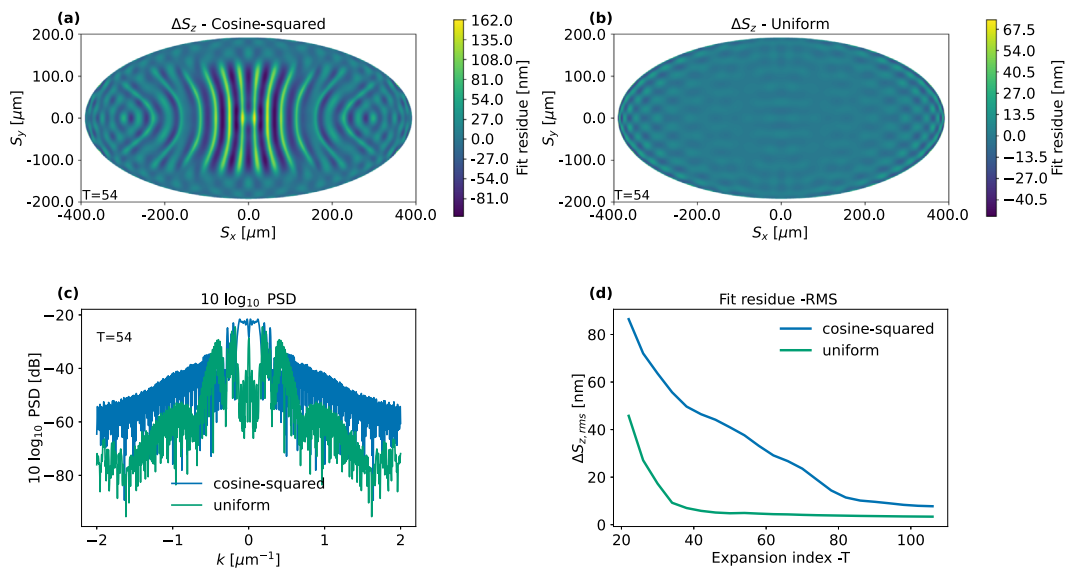 (a)
ΔS_z - Cosine-squared
200.0
100.0
0.0
−100.0
−200.0
S_y [μm]
T=54
−400.0 −200.0 0.0 200.0 400.0
S_x [μm]
162.0
135.0
108.0
81.0
54.0
27.0
0.0
−27.0
−54.0
−81.0
Fit residue [nm]
(b)
ΔS_z - Uniform
200.0
100.0
0.0
−100.0
−200.0
S_y [μm]
T=54
−400.0 −200.0 0.0 200.0 400.0
S_x [μm]
67.5
54.0
40.5
27.0
13.5
0.0
−13.5
−27.0
−40.5
Fit residue [nm]
(c)
10 log₁₀ PSD
−20
−40
−60
−80
10 log₁₀ PSD [dB]
T=54
cosine-squared
uniform
−2 −1 0 1 2
k [μm⁻¹]
(d)
Fit residue -RMS
80
60
40
20
0
ΔS_z,rms [nm]
cosine-squared
uniform
20 40 60 80 100
Expansion index -T